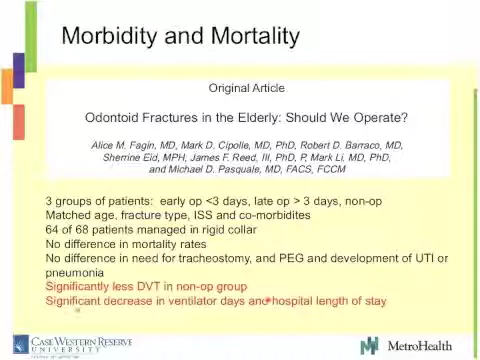 Morbidity and Mortality
Original Article
Odontoid Fractures in the Elderly: Should We Operate?
Alice M. Fagin, MD, Mark D. Cipolle, MD, PhD, Robert D. Barraco, MD,
Sherrine Eid, MPH, James F. Reed, III, PhD, P. Mark Li, MD, PhD,
and Michael D. Pasquale, MD, FACS, FCCM
3 groups of patients: early op <3 days, late op > 3 days, non-op
Matched age, fracture type, ISS and co-morbidites
64 of 68 patients managed in rigid collar
No difference in mortality rates
No difference in need for tracheostomy, and PEG and development of UTI or
pneumonia
Significantly less DVT in non-op group
Significant decrease in ventilator days and hospital length of stay
CASE WESTERN RESERVE
UNIVERSITY
MetroHealth